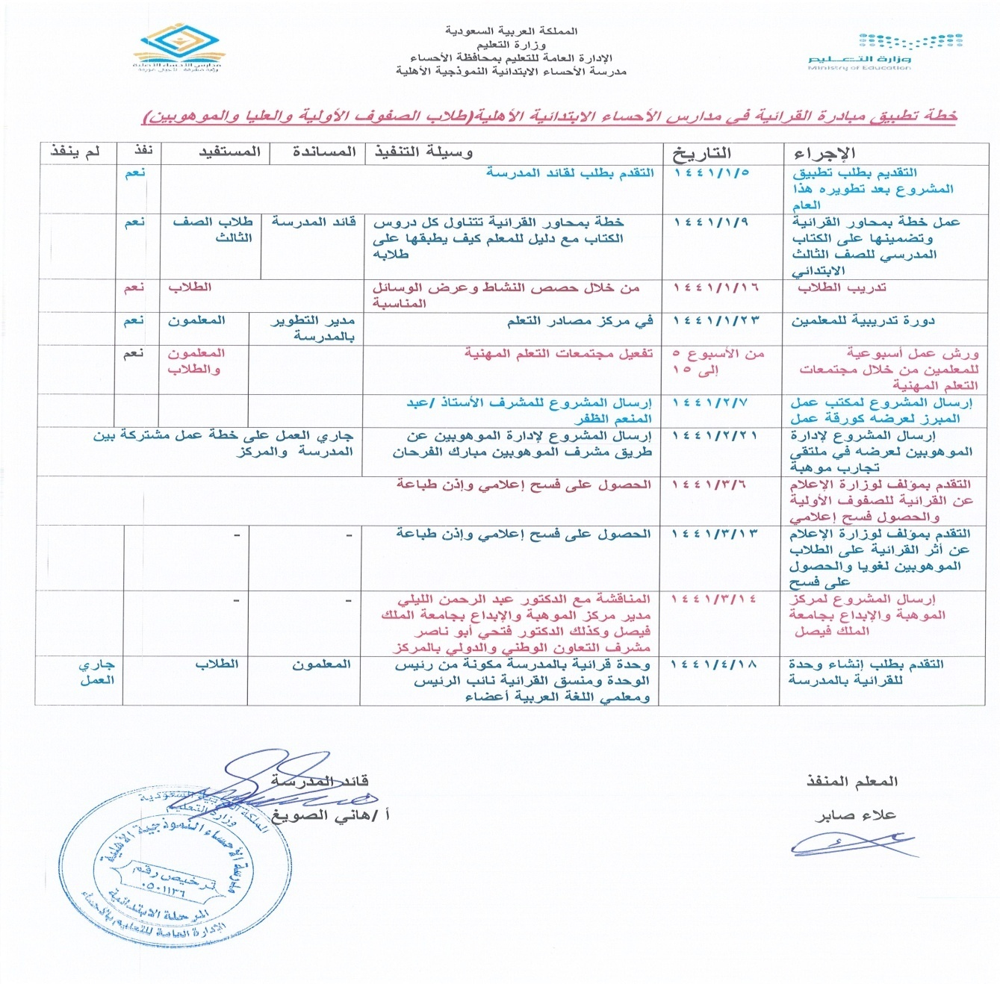 مدارس الأحساء الأهلية
المملكة العربية السعودية
وزارة التعليم
الإدارة العامة للتعليم بمحافظة الأحساء
مدرسة الأحساء الابتدائية النموذجية الأهلية
وزارة التعليم
Ministry of Education
خطة تطبيق مبادرة القرائية في مدارس الأحساء الابتدائية الأهلية(طلاب الصفوف الأولية والعليا والموهوبين)
الإجراء التاريخ وسيلة التنفيذ المساندة المستفيد نفذ لم ينفذ
التقديم بطلب تطبيق
المشروع بعد تطويره هذا
العام
١٤٤١/١/٥
التقدم بطلب لقائد المدرسة
نعم
عمل خطة بمحاور القرائية
وتضمينها على الكتاب
المدرسي للصف الثالث
الابتدائي
١٤٤١/١/٩
خطة بمحاور القرائية تتناول كل دروس
الكتاب مع دليل للمعلم كيف يطبقها على
طلابه
قائد المدرسة
طلاب الصف
الثالث
نعم
تدريب الطلاب
١٤٤١/١/١٦
من خلال حصص النشاط وعرض الوسائل
المناسبة
الطلاب
نعم
دورة تدريبية للمعلمين
١٤٤١/١/٢٣
في مركز مصادر التعلم
مدير التطوير
بالمدرسة
المعلمون
نعم
ورش عمل أسبوعية
للمعلمين من خلال مجتمعات
التعلم المهنية
من الأسبوع ٥
إلى ١٥
تفعيل مجتمعات التعلم المهنية
المعلمون
والطلاب
نعم
إرسال المشروع لمكتب عمل
المبرز لعرضه كورقة عمل
١٤٤١/٢/٧
إرسال المشروع للمشرف الأستاذ /عبد
المنعم الظفر
إرسال المشروع لإدارة
الموهوبين لعرضه في ملتقي
تجارب موهبة
١٤٤١/٢/٢١
إرسال المشروع لإدارة الموهوبين عن
طريق مشرف الموهوبين مبارك الفرحان
جاري العمل على خطة عمل مشتركة بين
المدرسة والمركز
التقدم بمؤلف لوزارة الإعلام
عن القرائية للصفوف الأولية
والحصول فسح إعلامي
١٤٤١/٣/٦
الحصول على فسح إعلامي وإذن طباعة
التقدم بمؤلف لوزارة الإعلام
عن أثر القرائية على الطلاب
الموهوبين لغويا والحصول
على فسح
١٤٤١/٣/١٣
الحصول على فسح إعلامي وإذن طباعة
-
-
إرسال المشروع لمركز
الموهبة والإبداع بجامعة
الملك فيصل
١٤٤١/٣/١٤
المناقشة مع الدكتور عبد الرحمن الليلي
مدير مركز الموهبة والإبداع بجامعة الملك
فيصل وكذلك الدكتور فتحي أبو ناصر
مشرف التعاون الوطني والدولي بالمركز
-
-
التقدم بطلب إنشاء وحدة
للقرائية بالمدرسة
١٤٤١/٤/١٨
وحدة قرائية بالمدرسة مكونة من رئيس
الوحدة ومنسق القرائية نائب الرئيس
ومعلمي اللغة العربية أعضاء
المعلمون
الطلاب
جاري
العمل
المعلم المنفذ
علاء صابر
قائد المدرسة
أ /هاني الصويغ
المملكة العربية السعودية
وزارة التعليم
مدرسة الأحساء النموذجية الأهلية
ترخيص رقم
٠٥٠١١٣٦
المرحلة الابتدائية
الإدارة العامة للتعليم بالأحساء